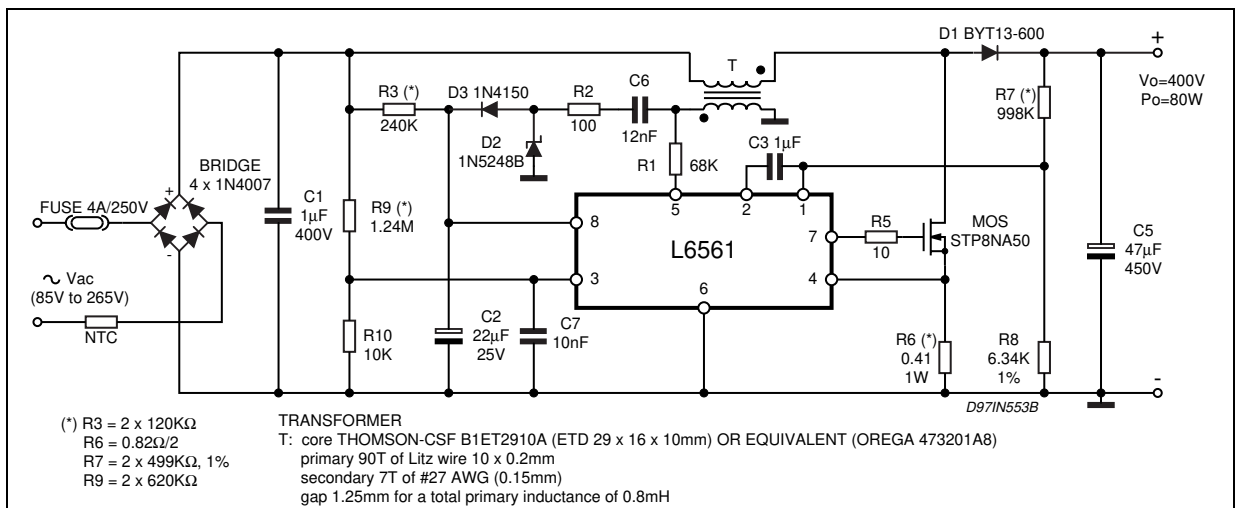 D1 BYT13-600
+
Vo=400V
Po=80W
T
R3 (*)
240K
D3 1N4150
R2
100
C6
12nF
R7 (*)
998K
D2
1N5248B
R1
68K
C3 1µF
BRIDGE
4 x 1N4007
+
-
FUSE 4A/250V
C1
1µF
400V
R9 (*)
1.24M
5
2
1
8
7
3
4
6
L6561
R5
10
MOS
STP8NA50
C5
47µF
450V
~ Vac
(85V to 265V)
NTC
R10
10K
C2
22µF
25V
C7
10nF
R6 (*)
0.41
1W
R8
6.34K
1%
-
D97IN553B
(*) R3 = 2 x 120KΩ
R6 = 0.82Ω/2
R7 = 2 x 499KΩ, 1%
R9 = 2 x 620KΩ
TRANSFORMER
T: core THOMSON-CSF B1ET2910A (ETD 29 x 16 x 10mm) OR EQUIVALENT (OREGA 473201A8)
primary 90T of Litz wire 10 x 0.2mm
secondary 7T of #27 AWG (0.15mm)
gap 1.25mm for a total primary inductance of 0.8mH